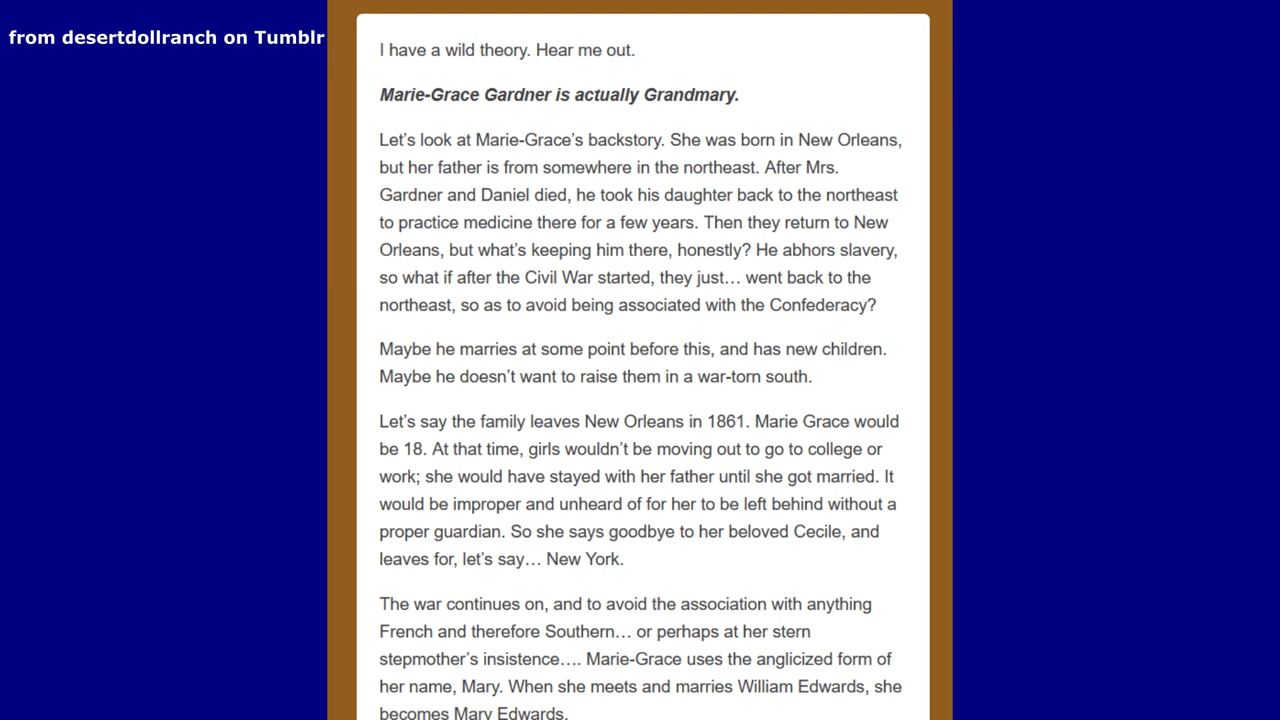 from desertdollranch on Tumblr
I have a wild theory. Hear me out.
Marie-Grace Gardner is actually Grandmary.
Let’s look at Marie-Grace’s backstory. She was born in New Orleans,
but her father is from somewhere in the northeast. After Mrs.
Gardner and Daniel died, he took his daughter back to the northeast
to practice medicine there for a few years. Then they return to New
Orleans, but what’s keeping him there, honestly? He abhors slavery,
so what if after the Civil War started, they just… went back to the
northeast, so as to avoid being associated with the Confederacy?
Maybe he marries at some point before this, and has new children.
Maybe he doesn’t want to raise them in a war-torn south.
Let’s say the family leaves New Orleans in 1861. Marie Grace would
be 18. At that time, girls wouldn’t be moving out to go to college or
work; she would have stayed with her father until she got married. It
would be improper and unheard of for her to be left behind without a
proper guardian. So she says goodbye to her beloved Cecile, and
leaves for, let’s say… New York.
The war continues on, and to avoid the association with anything
French and therefore Southern… or perhaps at her stern
stepmother’s insistence…. Marie-Grace uses the anglicized form of
her name, Mary. When she meets and marries William Edwards, she
becomes Mary Edwards.